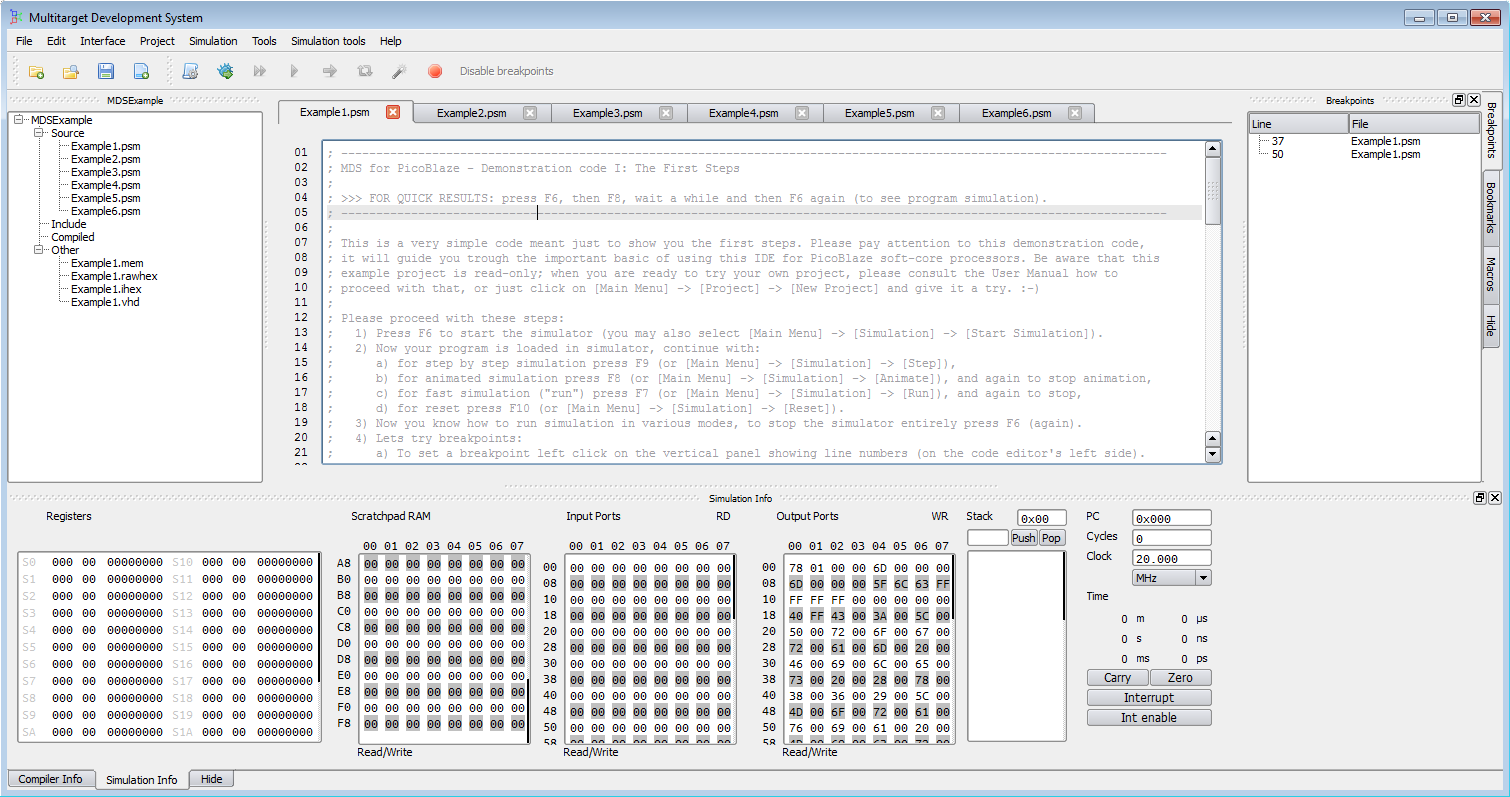 Multitarget Development System
File Edit Interface Project Simulation Tools Simulation tools Help
Disable breakpoints
MDSExample
MDSExample
Source
Example1.psm
Example2.psm
Example3.psm
Example4.psm
Example5.psm
Example6.psm
Include
Compiled
Other
Example1.mem
Example1.rawhex
Example1.ihex
Example1.vhd
Example1.psm Example2.psm Example3.psm Example4.psm Example5.psm Example6.psm
01 ; -----------------------------------------------------------------------------------------------------------------------
02 ; MDS for PicoBlaze - Demonstration code I: The First Steps
03 ;
04 ; >>> FOR QUICK RESULTS: press F6, then F8, wait a while and then F6 again (to see program simulation).
05 ; -----------------------------------------------------------------------------------------------------------------------
06 ;
07 ; This is a very simple code meant just to show you the first steps. Please pay attention to this demonstration code,
08 ; it will guide you trough the important basic of using this IDE for PicoBlaze soft-core processors. Be aware that this
09 ; example project is read-only; when you are ready to try your own project, please consult the User Manual how to
10 ; proceed with that, or just click on [Main Menu] -> [Project] -> [New Project] and give it a try. :-)
11 ;
12 ; Please proceed with these steps:
13 ;   1) Press F6 to start the simulator (you may also select [Main Menu] -> [Simulation] -> [Start Simulation]).
14 ;   2) Now your program is loaded in simulator, continue with:
15 ;      a) for step by step simulation press F9 (or [Main Menu] -> [Simulation] -> [Step]),
16 ;      b) for animated simulation press F8 (or [Main Menu] -> [Simulation] -> [Animate]), and again to stop animation,
17 ;      c) for fast simulation ("run") press F7 (or [Main Menu] -> [Simulation] -> [Run]), and again to stop,
18 ;      d) for reset press F10 (or [Main Menu] -> [Simulation] -> [Reset]).
19 ;   3) Now you know how to run simulation in various modes, to stop the simulator entirely press F6 (again).
20 ;   4) Lets try breakpoints:
21 ;      a) To set a breakpoint left click on the vertical panel showing line numbers (on the code editor's left side).
Breakpoints
Line File
37 Example1.psm
50 Example1.psm
Breakpoints
Bookmarks
Macros
Hide
Simulation Info
Registers
S0 000 00 00000000 S10 000 00 00000000
S1 000 00 00000000 S11 000 00 00000000
S2 000 00 00000000 S12 000 00 00000000
S3 000 00 00000000 S13 000 00 00000000
S4 000 00 00000000 S14 000 00 00000000
S5 000 00 00000000 S15 000 00 00000000
S6 000 00 00000000 S16 000 00 00000000
S7 000 00 00000000 S17 000 00 00000000
S8 000 00 00000000 S18 000 00 00000000
S9 000 00 00000000 S19 000 00 00000000
SA 000 00 00000000 S1A 000 00 00000000
Scratchpad RAM
00 01 02 03 04 05 06 07
A8 00 00 00 00 00 00 00 00
B0 00 00 00 00 00 00 00 00
B8 00 00 00 00 00 00 00 00
C0 00 00 00 00 00 00 00 00
C8 00 00 00 00 00 00 00 00
D0 00 00 00 00 00 00 00 00
D8 00 00 00 00 00 00 00 00
E0 00 00 00 00 00 00 00 00
E8 00 00 00 00 00 00 00 00
F0 00 00 00 00 00 00 00 00
F8 00 00 00 00 00 00 00 00
Read/Write
Input Ports RD
00 01 02 03 04 05 06 07
00 00 00 00 00 00 00 00 00
08 00 00 00 00 00 00 00 00
10 00 00 00 00 00 00 00 00
18 00 00 00 00 00 00 00 00
20 00 00 00 00 00 00 00 00
28 00 00 00 00 00 00 00 00
30 00 00 00 00 00 00 00 00
38 00 00 00 00 00 00 00 00
40 00 00 00 00 00 00 00 00
48 00 00 00 00 00 00 00 00
50 00 00 00 00 00 00 00 00
58 00 00 00 00 00 00 00 00
Read/Write
Output Ports WR
00 01 02 03 04 05 06 07
00 78 01 00 00 6D 00 00 00
08 6D 00 00 00 5F 6C 63 FF
10 FF FF FF 00 00 00 00 00
18 40 FF 43 00 3A 00 5C 00
20 50 00 72 00 6F 00 67 00
28 72 00 61 00 6D 00 20 00
30 46 00 69 00 6C 00 65 00
38 73 00 20 00 28 00 78 00
40 38 00 36 00 29 00 5C 00
48 4D 00 6F 00 72 00 61 00
50 76 00 69 00 61 00 20 00
58
Read/Write
Stack 0x00
Push Pop
PC 0x000
Cycles 0
Clock 20.000
MHz
Time
0 m 0 µs
0 s 0 ns
0 ms 0 ps
Carry Zero
Interrupt
Int enable
Compiler Info Simulation Info Hide